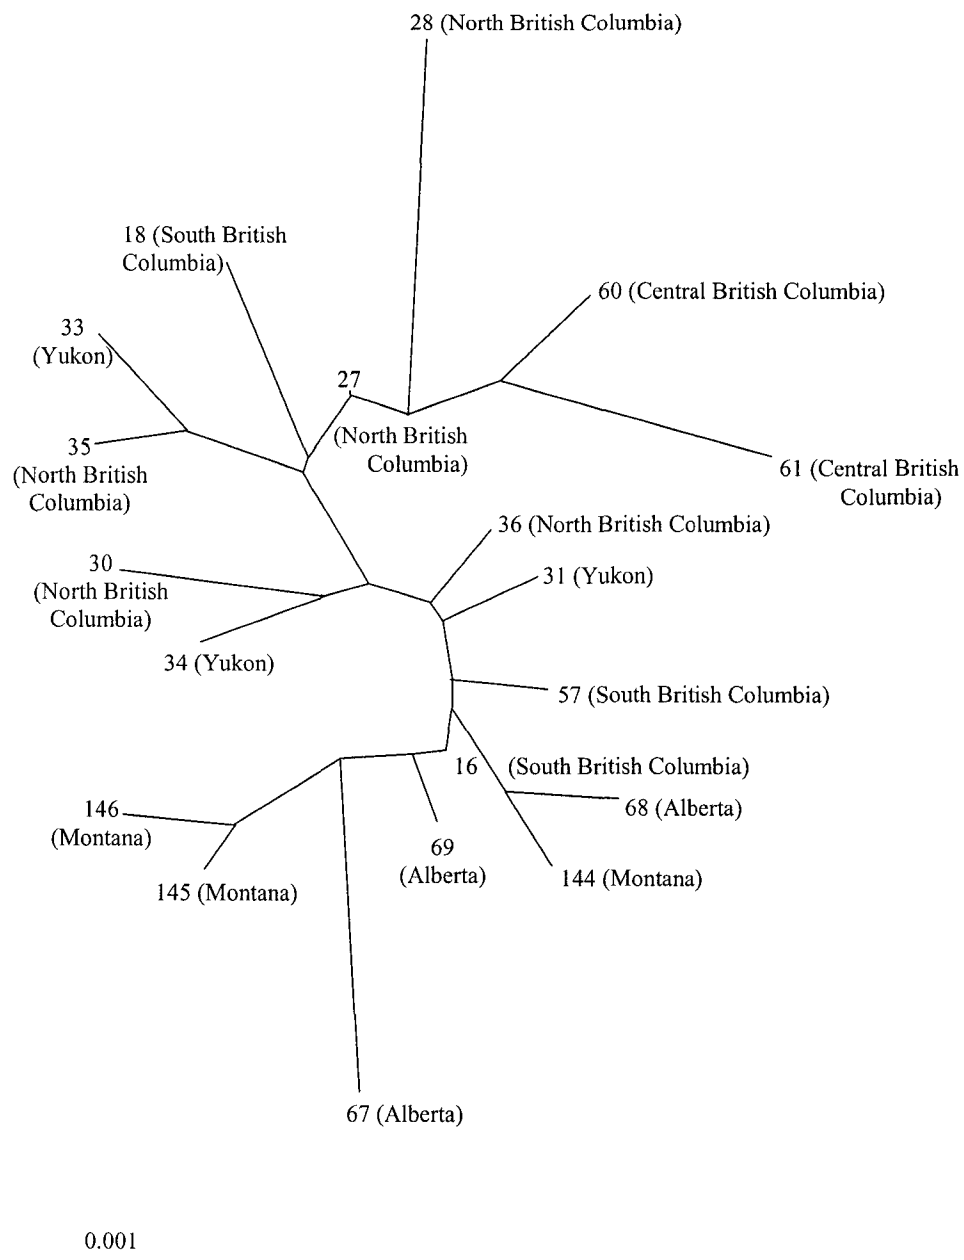 28 (North British Columbia)
18 (South British
Columbia)
60 (Central British Columbia)
33
(Yukon)
27
(North British
Columbia)
35
(North British
Columbia)
61 (Central British
Columbia)
36 (North British Columbia)
30
(North British
Columbia)
31 (Yukon)
34 (Yukon)
57 (South British Columbia)
16 (South British Columbia)
146
(Montana)
68 (Alberta)
69
(Alberta)
145 (Montana)
144 (Montana)
67 (Alberta)
0.001